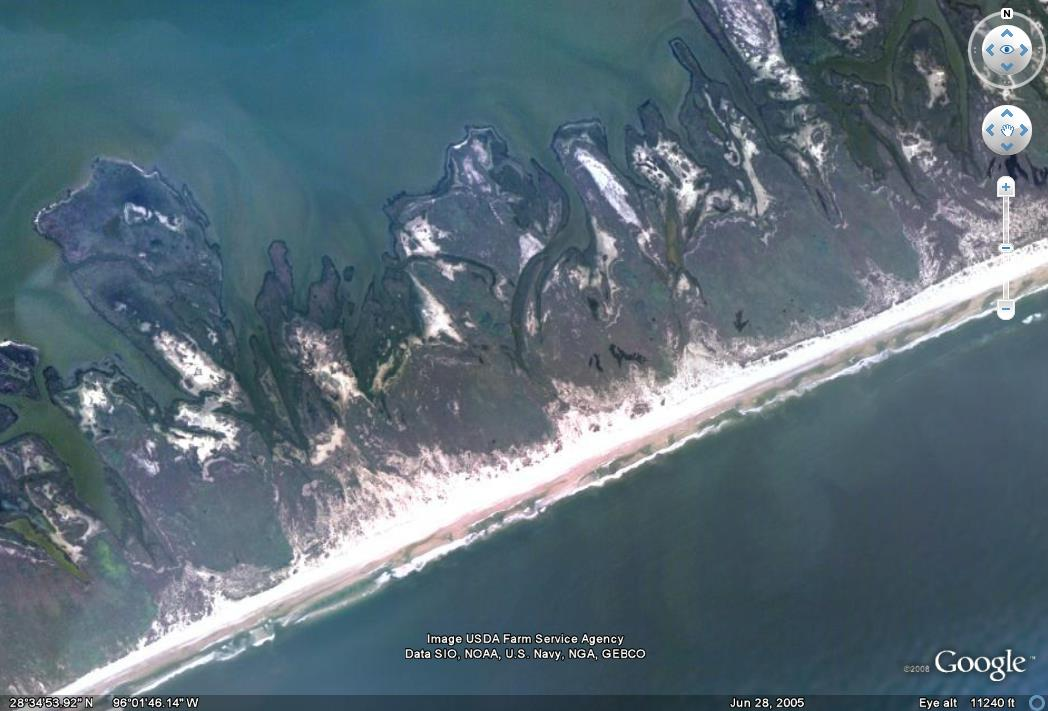 N
Image USDA Farm Service Agency
Data SIO, NOAA, U.S. Navy, NGA, GEBCO
©2008 Google™
28°34'53.92" N 96°01'46.14" W Jun 28, 2005 Eye alt 11240 ft